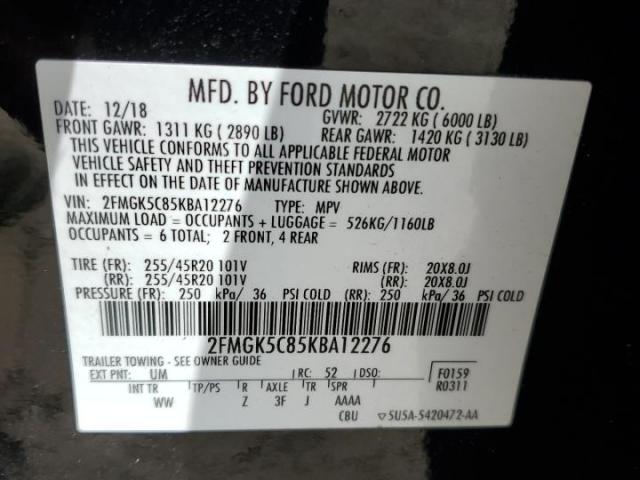 MFD. BY FORD MOTOR CO.
DATE: 12/18 GVWR: 2722 KG ( 6000 LB)
FRONT GAWR: 1311 KG ( 2890 LB) REAR GAWR: 1420 KG ( 3130 LB)
THIS VEHICLE CONFORMS TO ALL APPLICABLE FEDERAL MOTOR
VEHICLE SAFETY AND THEFT PREVENTION STANDARDS
IN EFFECT ON THE DATE OF MANUFACTURE SHOWN ABOVE.
VIN: 2FMGK5C85KBA12276 TYPE: MPV
MAXIMUM LOAD = OCCUPANTS + LUGGAGE = 526KG/1160LB
OCCUPANTS = 6 TOTAL; 2 FRONT, 4 REAR
TIRE (FR): 255/45R20 101V RIMS (FR): 20X8.0J
(RR): 255/45R20 101V (RR): 20X8.0J
PRESSURE (FR): 250 kPa/ 36 PSI COLD (RR): 250 kPa/ 36 PSI COLD
2FMGK5C85KBA12276
TRAILER TOWING - SEE OWNER GUIDE
EXT PNT: UM RC: 52 DSO: F0159
INT TR TP/PS R AXLE TR SPR R0311
WW Z 3F J AAAA
CBU 5U5A-5420472-AA